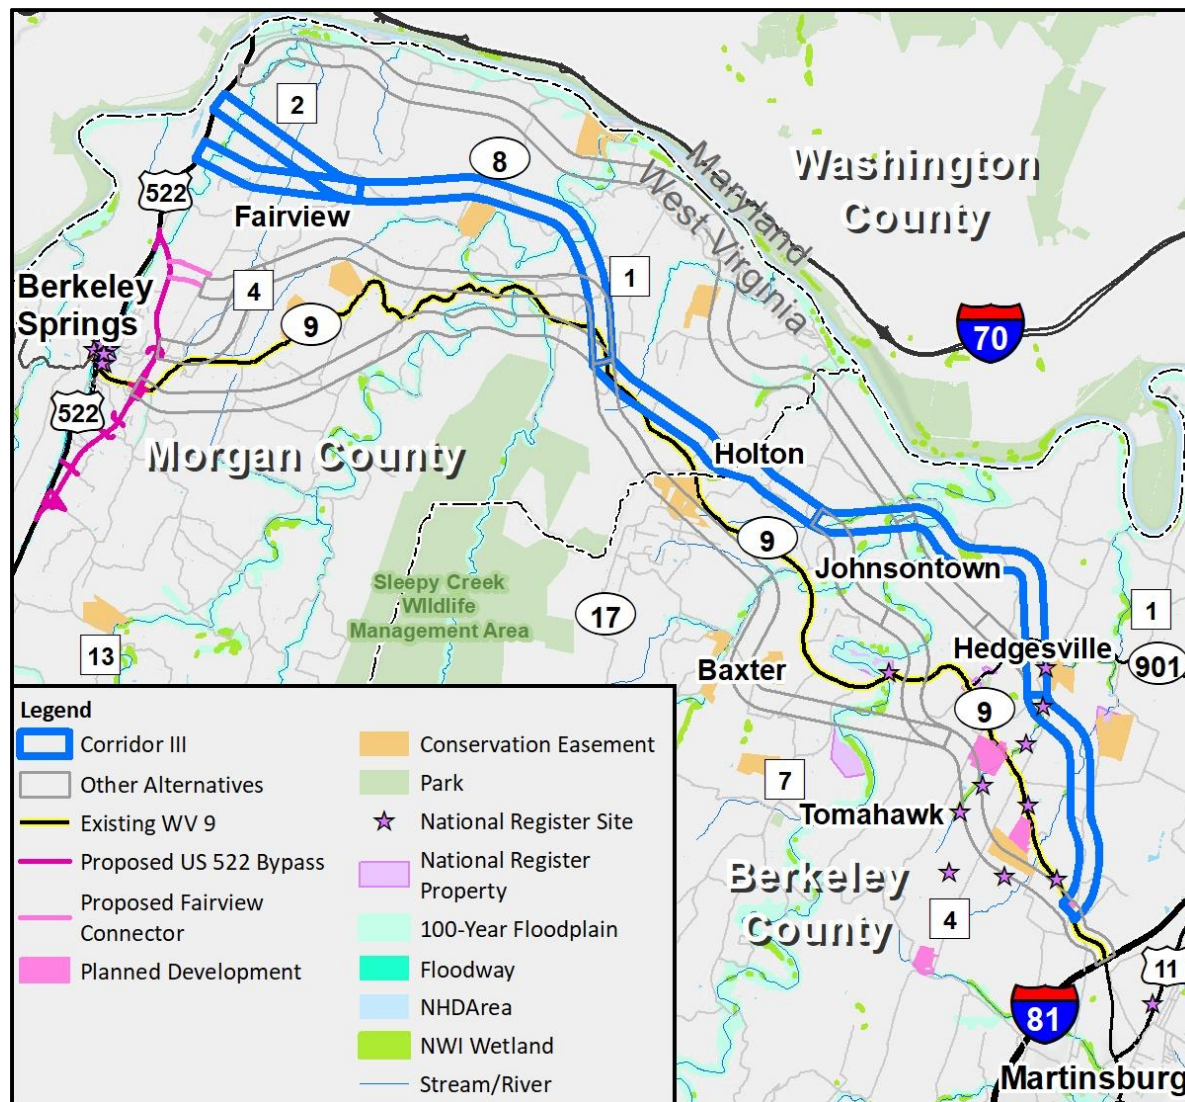 2
8
Maryland
West Virginia
Washington
County
522
Fairview
Berkeley
Springs
4
9
1
70
522
Morgan County
Holton
9
Johnsontown
Sleepy Creek
WIldlife
Management Area
17
13
1
Hedgesville
901
Baxter
9
7
Tomahawk
Berkeley
County
4
11
81
Martinsburg
Legend
Corridor III
Other Alternatives
Existing WV 9
Proposed US 522 Bypass
Proposed Fairview
Connector
Planned Development
Conservation Easement
Park
National Register Site
National Register
Property
100-Year Floodplain
Floodway
NHDArea
NWI Wetland
Stream/River